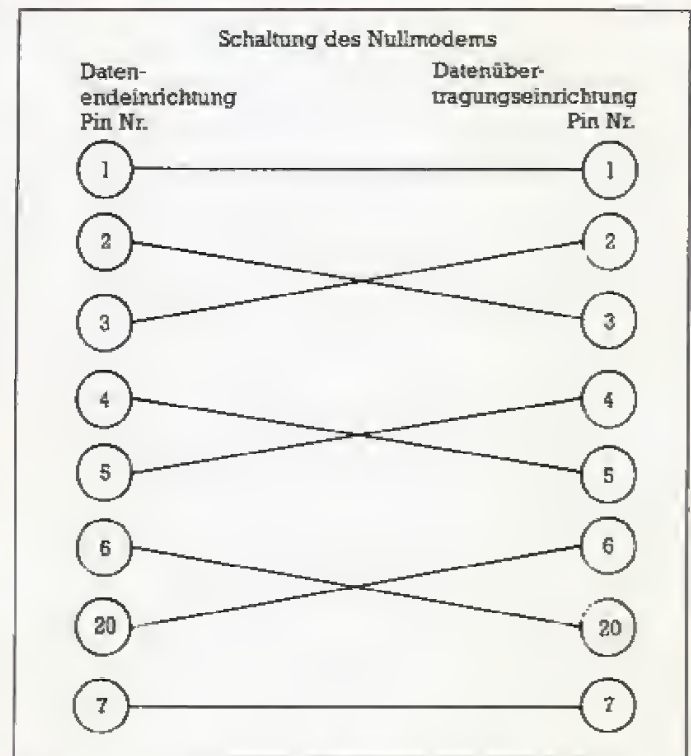 Schaltung des Nullmodems
Daten-
endeinrichtung
Pin Nr.
Datenüber-
tragungseinrichtung
Pin Nr.
1 1
2 2
3 3
4 4
5 5
6 6
20 20
7 7